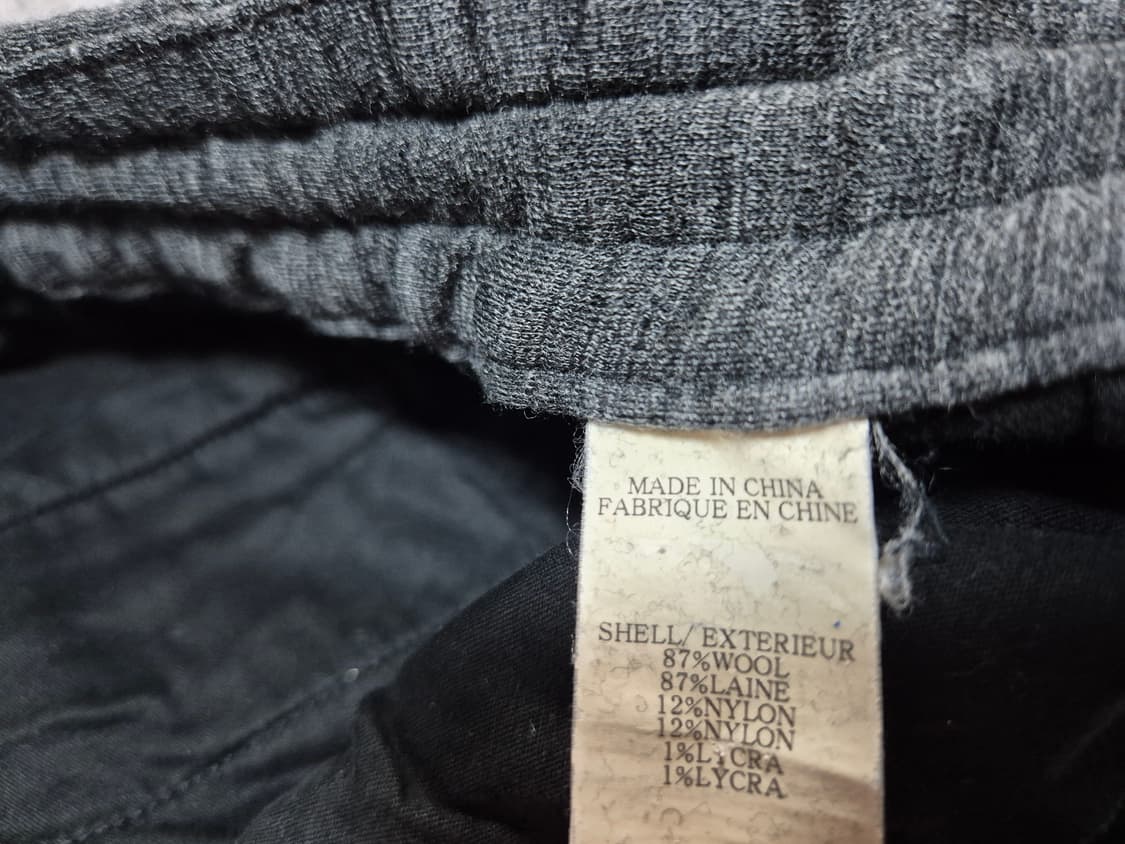 MADE IN CHINA
FABRIQUE EN CHINE
SHELL/ EXTERIEUR
87%WOOL
87%LAINE
12%NYLON
12%NYLON
1%LYCRA
1%LYCRA